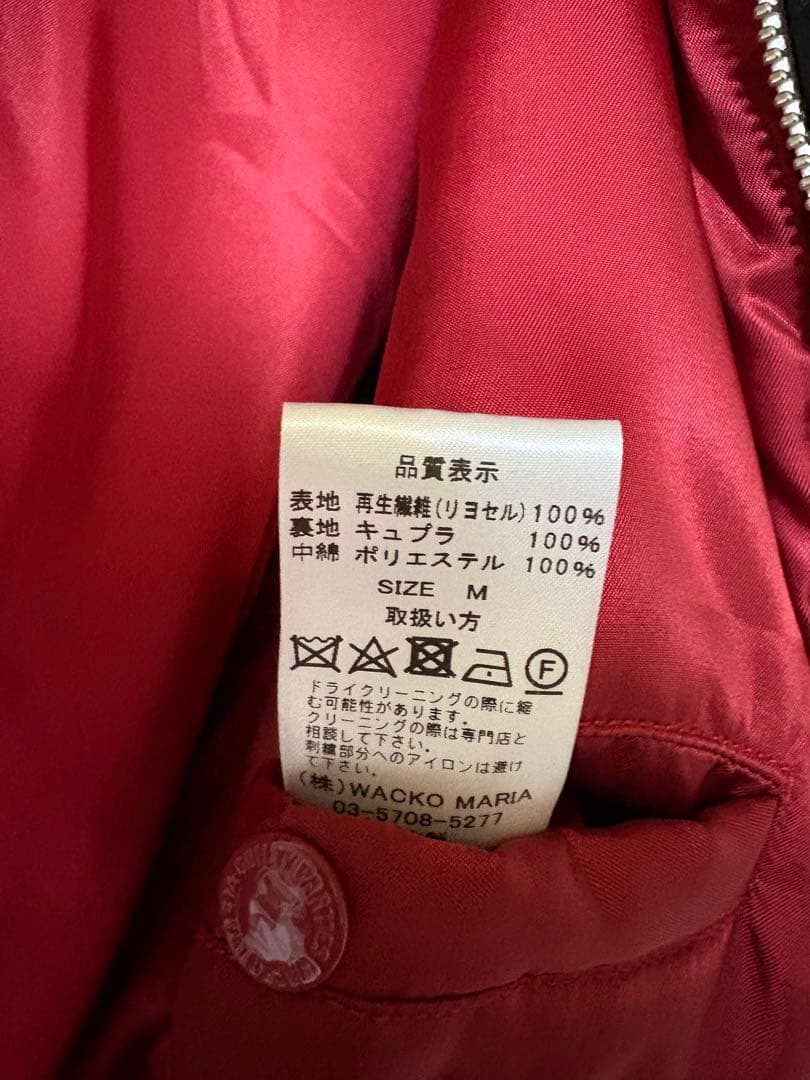 品質表示
表地 再生繊維(リヨセル)100%
裏地 キュプラ 100%
中綿 ポリエステル 100%
SIZE M
取扱い方
F
ドライクリーニングの際に縮
む可能性があります。
クリーニングの際は専門店と
相談して下さい。
刺繍部分へのアイロンは避け
て下さい。
(株)WACKO MARIA
03-5708-5277
GUILTY PARTIES